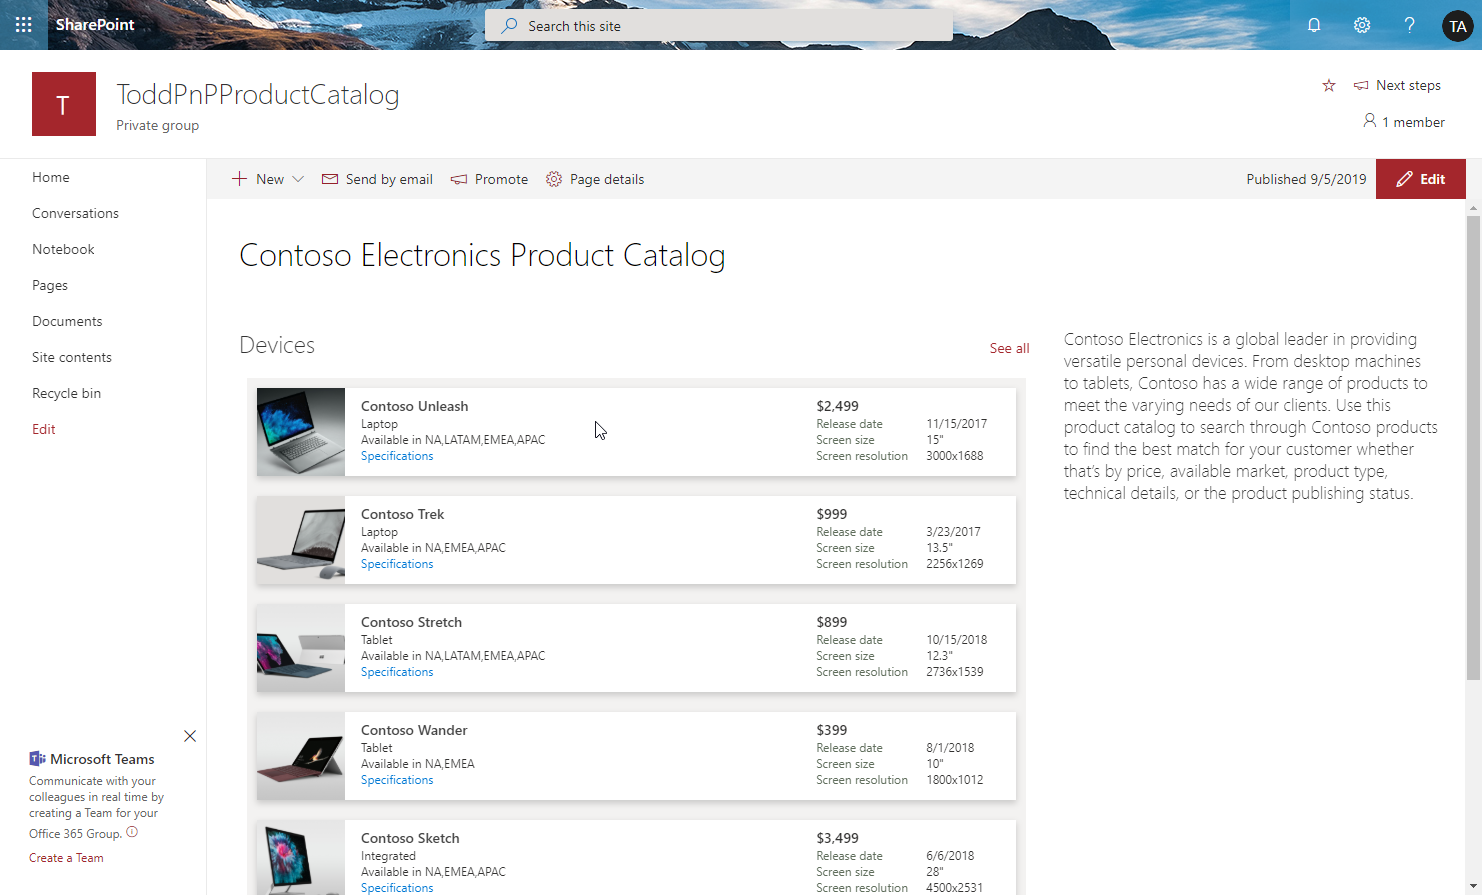 SharePoint
Search this site
TA
T
ToddPnPProductCatalog
Private group
Next steps
1 member
Home
Conversations
Notebook
Pages
Documents
Site contents
Recycle bin
Edit
New
Send by email
Promote
Page details
Published 9/5/2019
Edit
Contoso Electronics Product Catalog
Devices
See all
Contoso Unleash
Laptop
Available in NA,LATAM,EMEA,APAC
Specifications
$2,499
Release date 11/15/2017
Screen size 15"
Screen resolution 3000x1688
Contoso Trek
Laptop
Available in NA,EMEA,APAC
Specifications
$999
Release date 3/23/2017
Screen size 13.5"
Screen resolution 2256x1269
Contoso Stretch
Tablet
Available in NA,LATAM,EMEA,APAC
Specifications
$899
Release date 10/15/2018
Screen size 12.3"
Screen resolution 2736x1539
Contoso Wander
Tablet
Available in NA,EMEA
Specifications
$399
Release date 8/1/2018
Screen size 10"
Screen resolution 1800x1012
Contoso Sketch
Integrated
Available in NA,EMEA,APAC
Specifications
$3,499
Release date 6/6/2018
Screen size 28"
Screen resolution 4500x2531
Contoso Electronics is a global leader in providing
versatile personal devices. From desktop machines
to tablets, Contoso has a wide range of products to
meet the varying needs of our clients. Use this
product catalog to search through Contoso products
to find the best match for your customer whether
that's by price, available market, product type,
technical details, or the product publishing status.
Microsoft Teams
Communicate with your
colleagues in real time by
creating a Team for your
Office 365 Group.
Create a Team